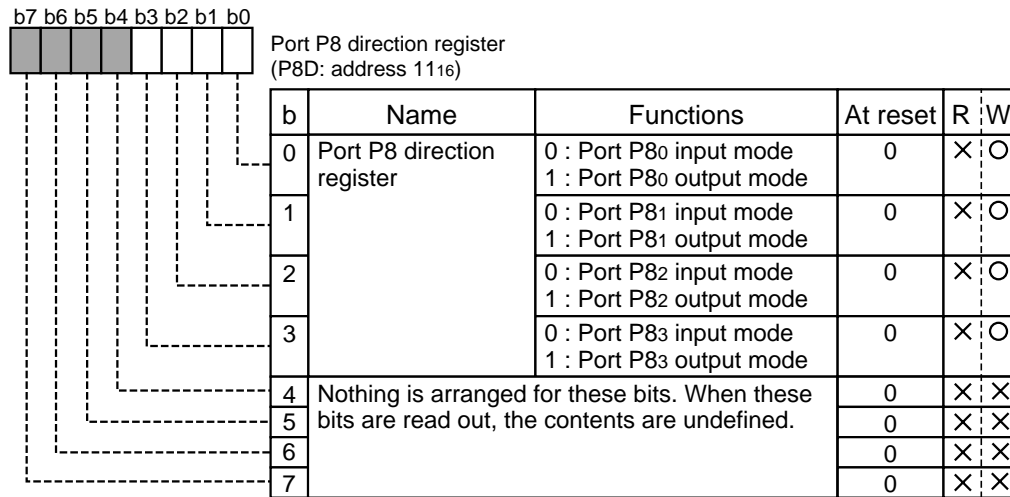 b7 b6 b5 b4 b3 b2 b1 b0
Port P8 direction register
(P8D: address 1116)
b Name Functions At reset R W
0 Port P8 direction register 0 : Port P80 input mode 0 × O
1 : Port P80 output mode
1 0 : Port P81 input mode 0 × O
1 : Port P81 output mode
2 0 : Port P82 input mode 0 × O
1 : Port P82 output mode
3 0 : Port P83 input mode 0 × O
1 : Port P83 output mode
4 Nothing is arranged for these bits. When these 0 × ×
5 bits are read out, the contents are undefined. 0 × ×
6 0 × ×
7 0 × ×